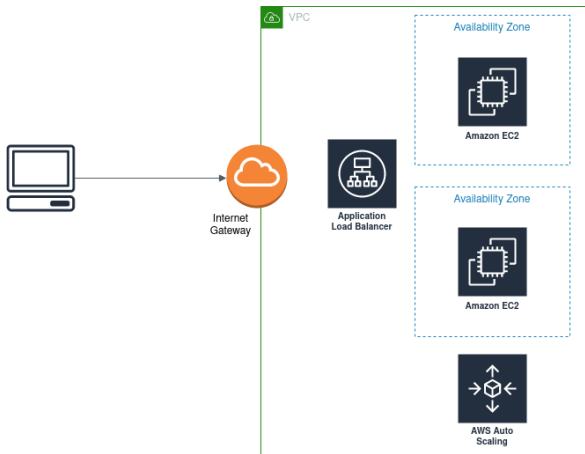 VPC
Availability Zone
Amazon EC2
Internet
Gateway
Application
Load Balancer
Availability Zone
Amazon EC2
AWS Auto
Scaling